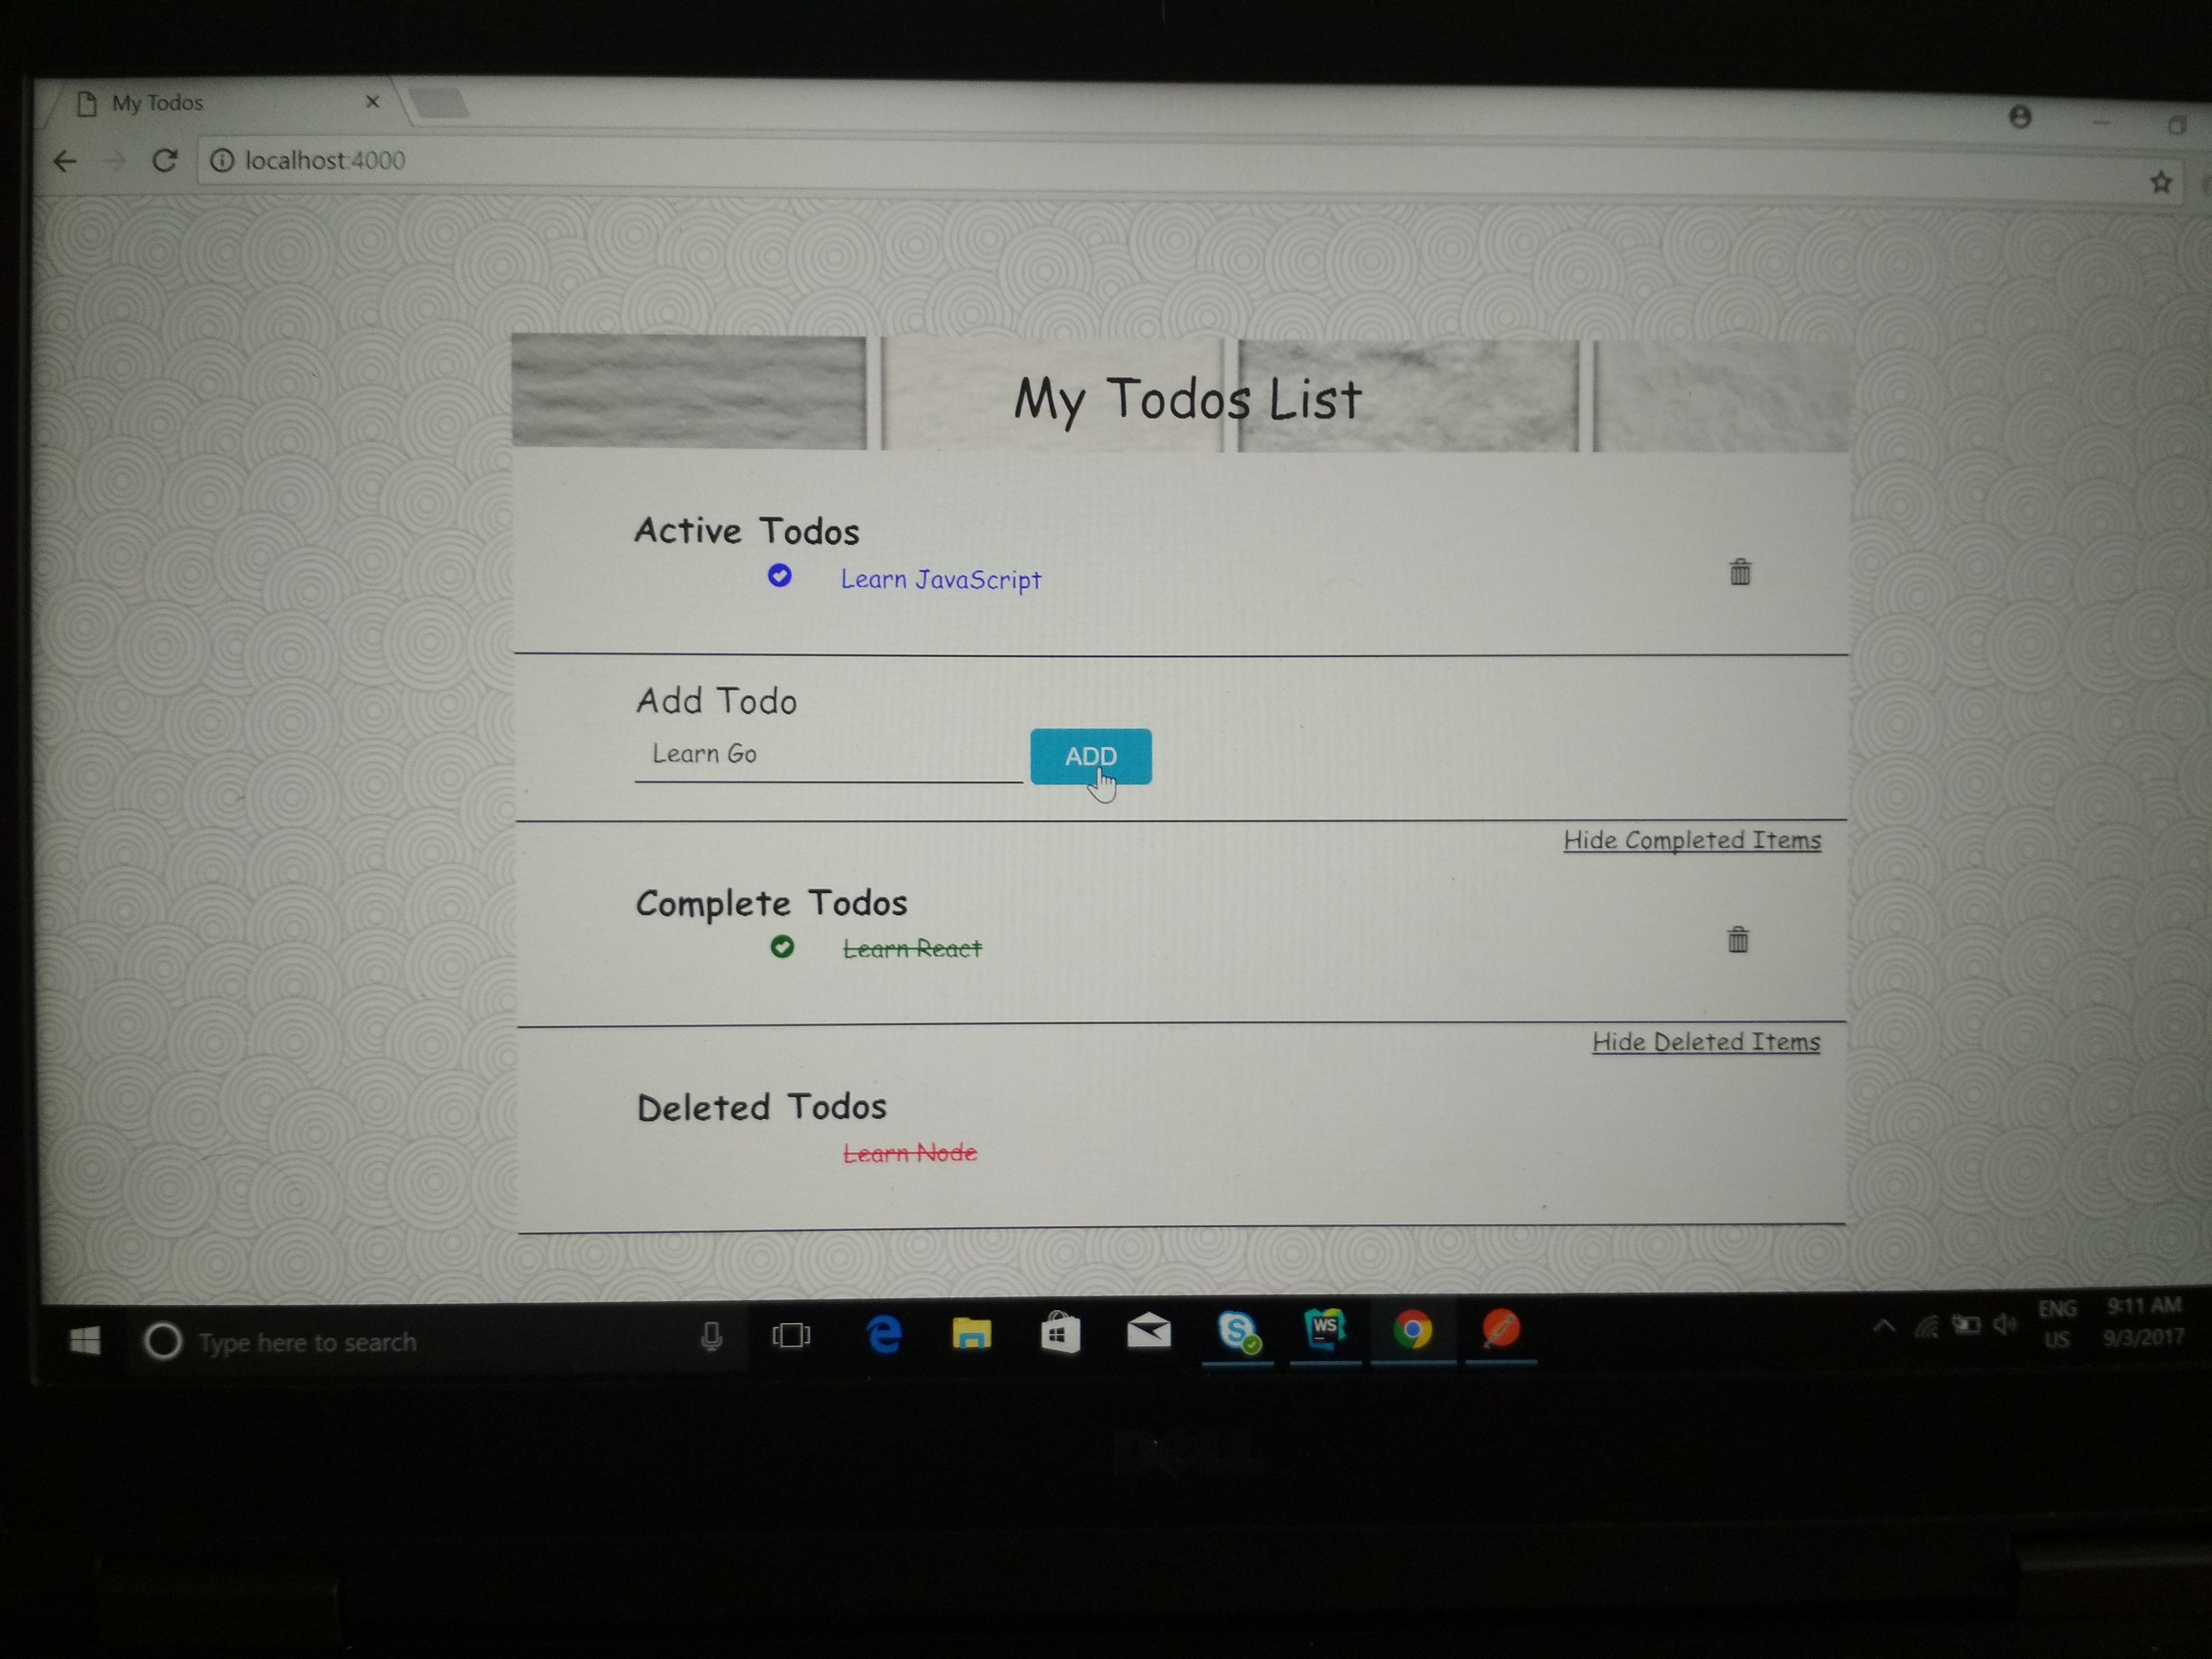 My Todos
localhost:4000
My Todos List
Active Todos
Learn JavaScript
Add Todo
Learn Go
ADD
Hide Completed Items
Complete Todos
Learn React
Hide Deleted Items
Deleted Todos
Learn Node
Type here to search
WS
ENG
US
9:11 AM
9/3/2017
DELL